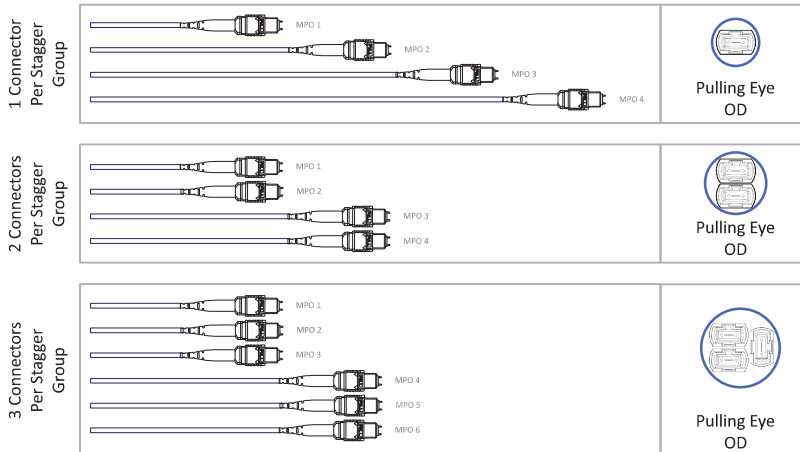 1 Connector
Per Stagger
Group
MPO 1
MPO 2
MPO 3
MPO 4
Pulling Eye
OD
2 Connectors
Per Stagger
Group
MPO 1
MPO 2
MPO 3
MPO 4
Pulling Eye
OD
3 Connectors
Per Stagger
Group
MPO 1
MPO 2
MPO 3
MPO 4
MPO 5
MPO 6
Pulling Eye
OD